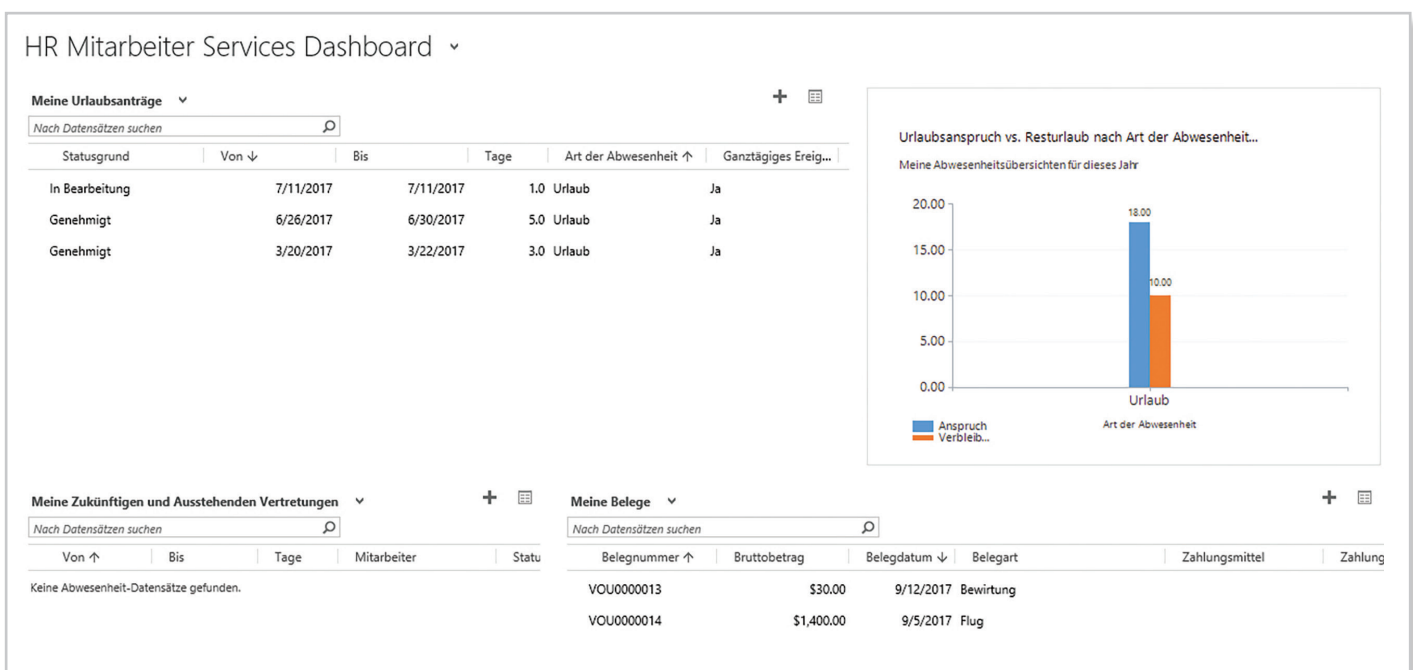 HR Mitarbeiter Services Dashboard
Meine Urlaubsanträge
Nach Datensätzen suchen
Statusgrund Von ↓ Bis Tage Art der Abwesenheit ↑ Ganztägiges Ereig...
In Bearbeitung 7/11/2017 7/11/2017 1.0 Urlaub Ja
Genehmigt 6/26/2017 6/30/2017 5.0 Urlaub Ja
Genehmigt 3/20/2017 3/22/2017 3.0 Urlaub Ja
Urlaubsanspruch vs. Resturlaub nach Art der Abwesenheit...
Meine Abwesenheitsübersichten für dieses Jahr
20.00
18.00
15.00
10.00
10.00
5.00
0.00
Urlaub
Art der Abwesenheit
Anspruch
Verbleib...
Meine Zukünftigen und Ausstehenden Vertretungen
Nach Datensätzen suchen
Von ↑ Bis Tage Mitarbeiter Statu
Keine Abwesenheit-Datensätze gefunden.
Meine Belege
Nach Datensätzen suchen
Belegnummer ↑ Bruttobetrag Belegdatum ↓ Belegart Zahlungsmittel Zahlung
VOU0000013 $30.00 9/12/2017 Bewirtung
VOU0000014 $1,400.00 9/5/2017 Flug